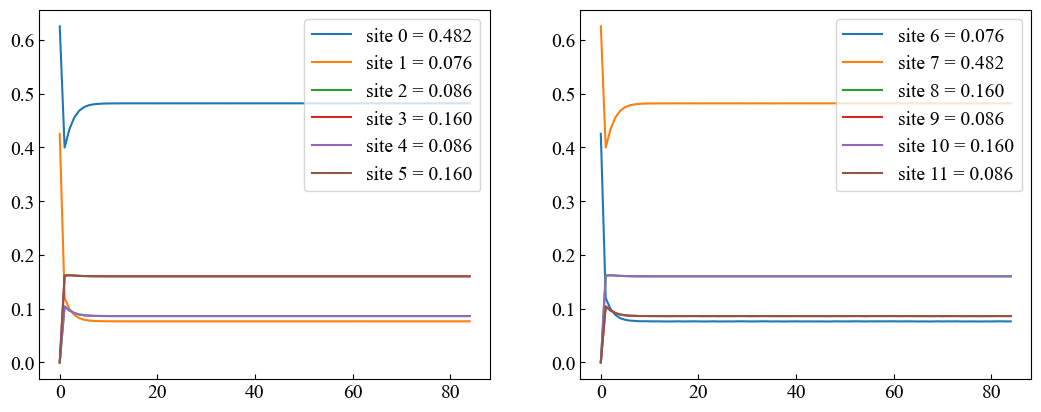 0.6
0.5
0.4
0.3
0.2
0.1
0.0
0
20
40
60
80
site 0 = 0.482
site 1 = 0.076
site 2 = 0.086
site 3 = 0.160
site 4 = 0.086
site 5 = 0.160
0.6
0.5
0.4
0.3
0.2
0.1
0.0
0
20
40
60
80
site 6 = 0.076
site 7 = 0.482
site 8 = 0.160
site 9 = 0.086
site 10 = 0.160
site 11 = 0.086